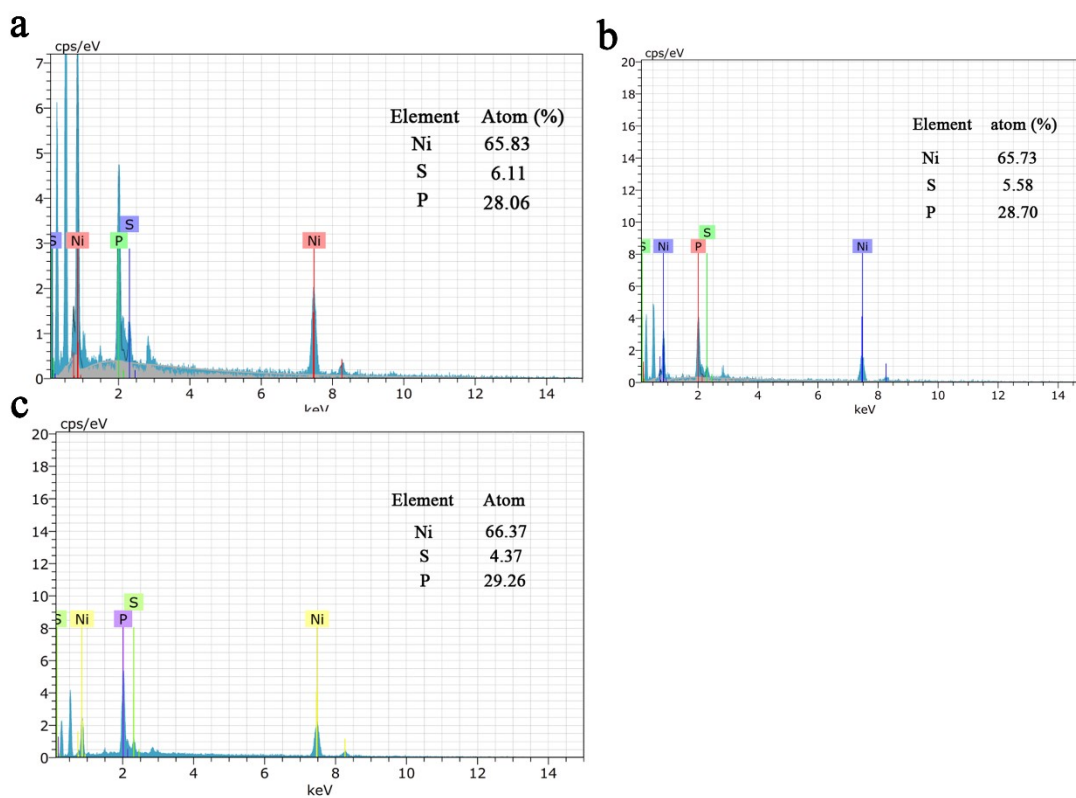 a
cps/eV
7
6
5
4
3
2
1
0
Element Atom (%)
Ni 65.83
S 6.11
P 28.06
S Ni P S Ni
2 4 6 8 10 12 14
keV
b
cps/eV
20
18
16
14
12
10
8
6
4
2
0
Element atom (%)
Ni 65.73
S 5.58
P 28.70
S Ni P S Ni
2 4 6 8 10 12 14
keV
c
cps/eV
20
18
16
14
12
10
8
6
4
2
0
Element Atom
Ni 66.37
S 4.37
P 29.26
S Ni P S Ni
2 4 6 8 10 12 14
keV